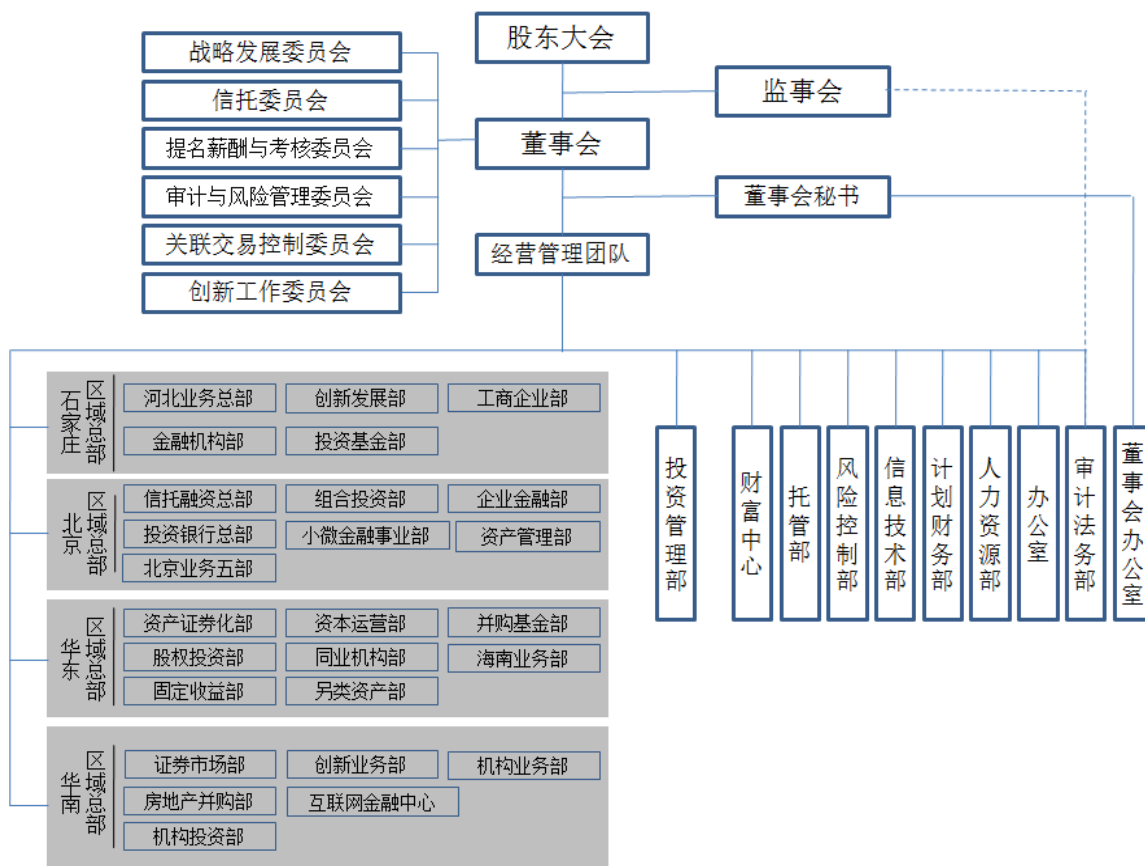 股东大会
战略发展委员会
信托委员会
提名薪酬与考核委员会
审计与风险管理委员会
关联交易控制委员会
创新工作委员会
监事会
董事会
董事会秘书
经营管理团队
石家庄
区域总部
河北业务总部
创新发展部
工商企业部
金融机构部
投资基金部
北京
区域总部
信托融资总部
组合投资部
企业金融部
投资银行总部
小微金融事业部
资产管理部
北京业务五部
华东
区域总部
资产证券化部
资本运营部
并购基金部
股权投资部
同业机构部
海南业务部
固定收益部
另类资产部
华南
区域总部
证券市场部
创新业务部
机构业务部
房地产并购部
互联网金融中心
机构投资部
投资管理部
财富中心
托管部
风险控制部
信息技术部
计划财务部
人力资源部
办公室
审计法务部
董事会办公室